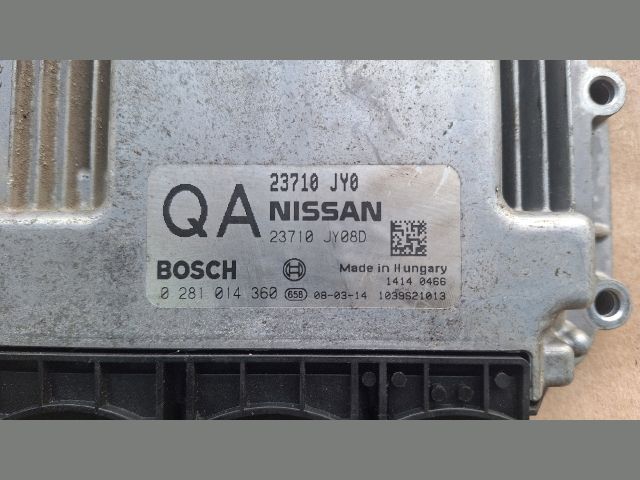 23710 JY0
QA NISSAN
23710 JY08D
BOSCH Made in Hungary
1414 0466
0 281 014 360 658 08-03-14 1039S21013